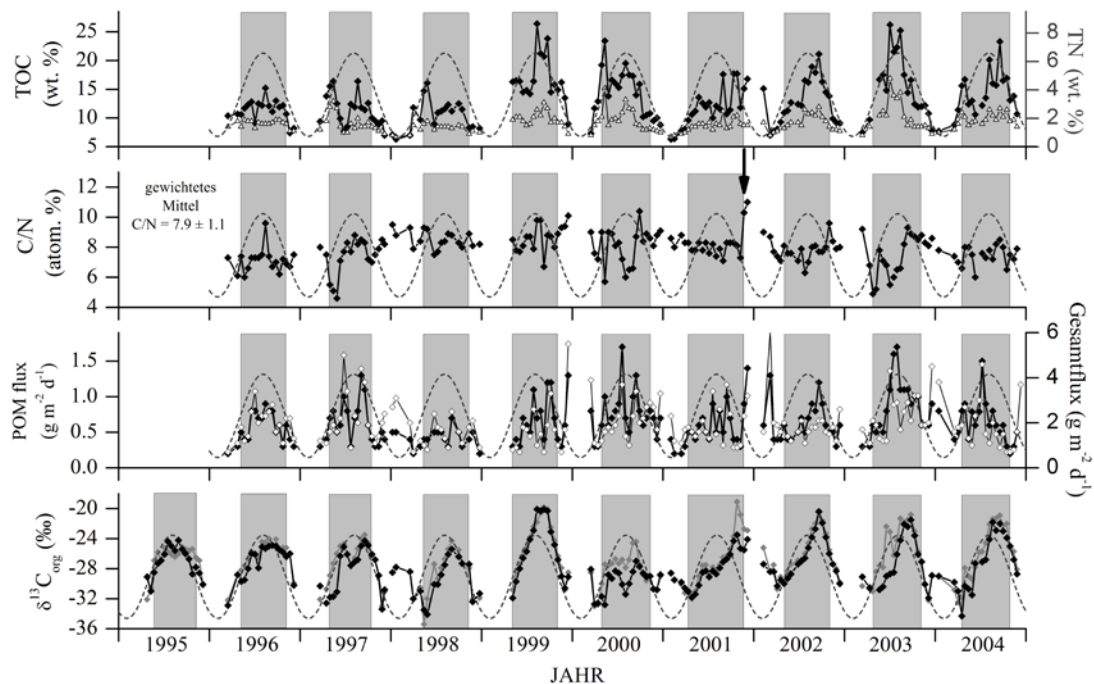 TOC
(wt. %)
25
20
15
10
5
8
6
4
2
0
TN (wt. %)
C/N
(atom. %)
12
10
8
6
4
gewichtetes
Mittel
C/N = 7.9 ± 1.1
POM flux
(g m⁻² d⁻¹)
1.5
1.0
0.5
0.0
6
4
2
0
Gesamtflux (g m⁻² d⁻¹)
δ¹³C_org (‰)
-20
-24
-28
-32
-36
1995 1996 1997 1998 1999 2000 2001 2002 2003 2004
JAHR